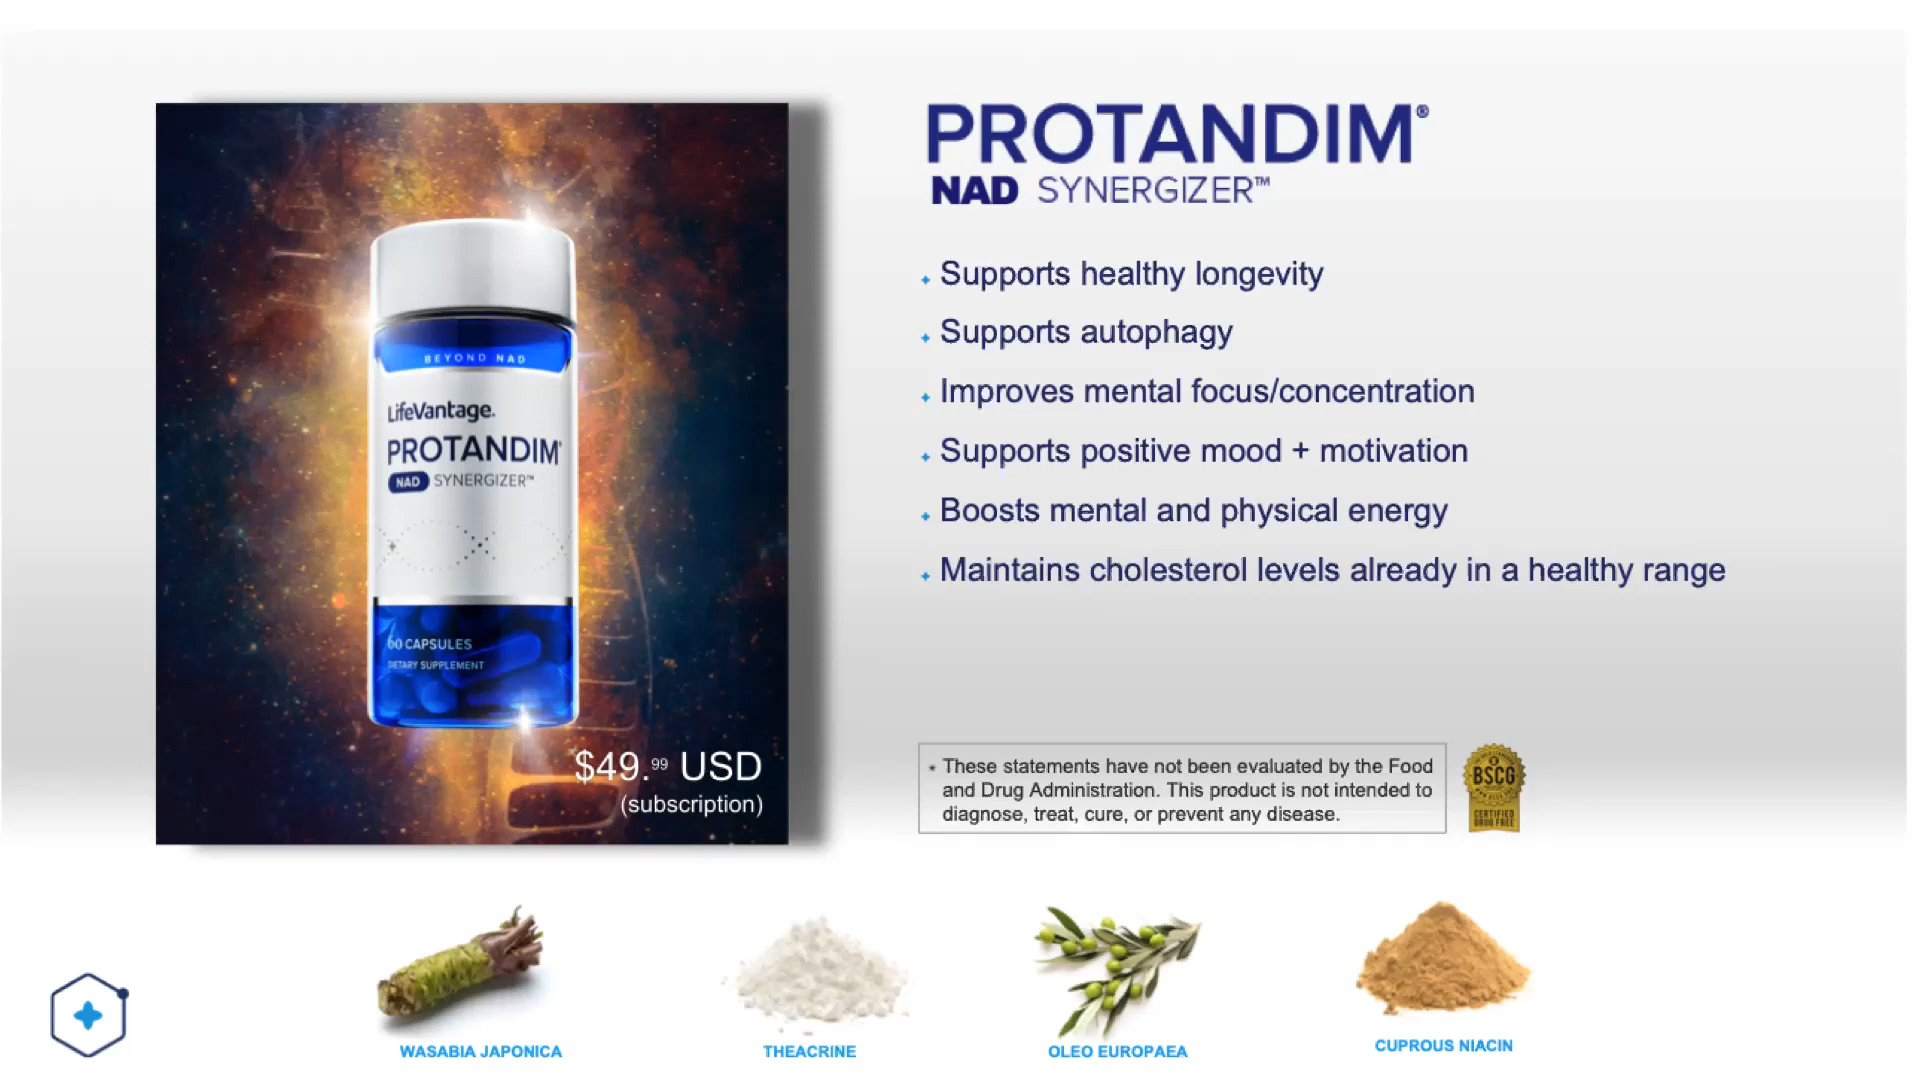 PROTANDIM®
NAD SYNERGIZER™
Supports healthy longevity
Supports autophagy
Improves mental focus/concentration
Supports positive mood + motivation
Boosts mental and physical energy
Maintains cholesterol levels already in a healthy range
BEYOND NAD
LifeVantage.
PROTANDIM®
NAD SYNERGIZER™
60 CAPSULES
DIETARY SUPPLEMENT
$49.99 USD
(subscription)
* These statements have not been evaluated by the Food
and Drug Administration. This product is not intended to
diagnose, treat, cure, or prevent any disease.
BSCG
CERTIFIED
DRUG FREE
WASABIA JAPONICA
THEACRINE
OLEO EUROPAEA
CUPROUS NIACIN